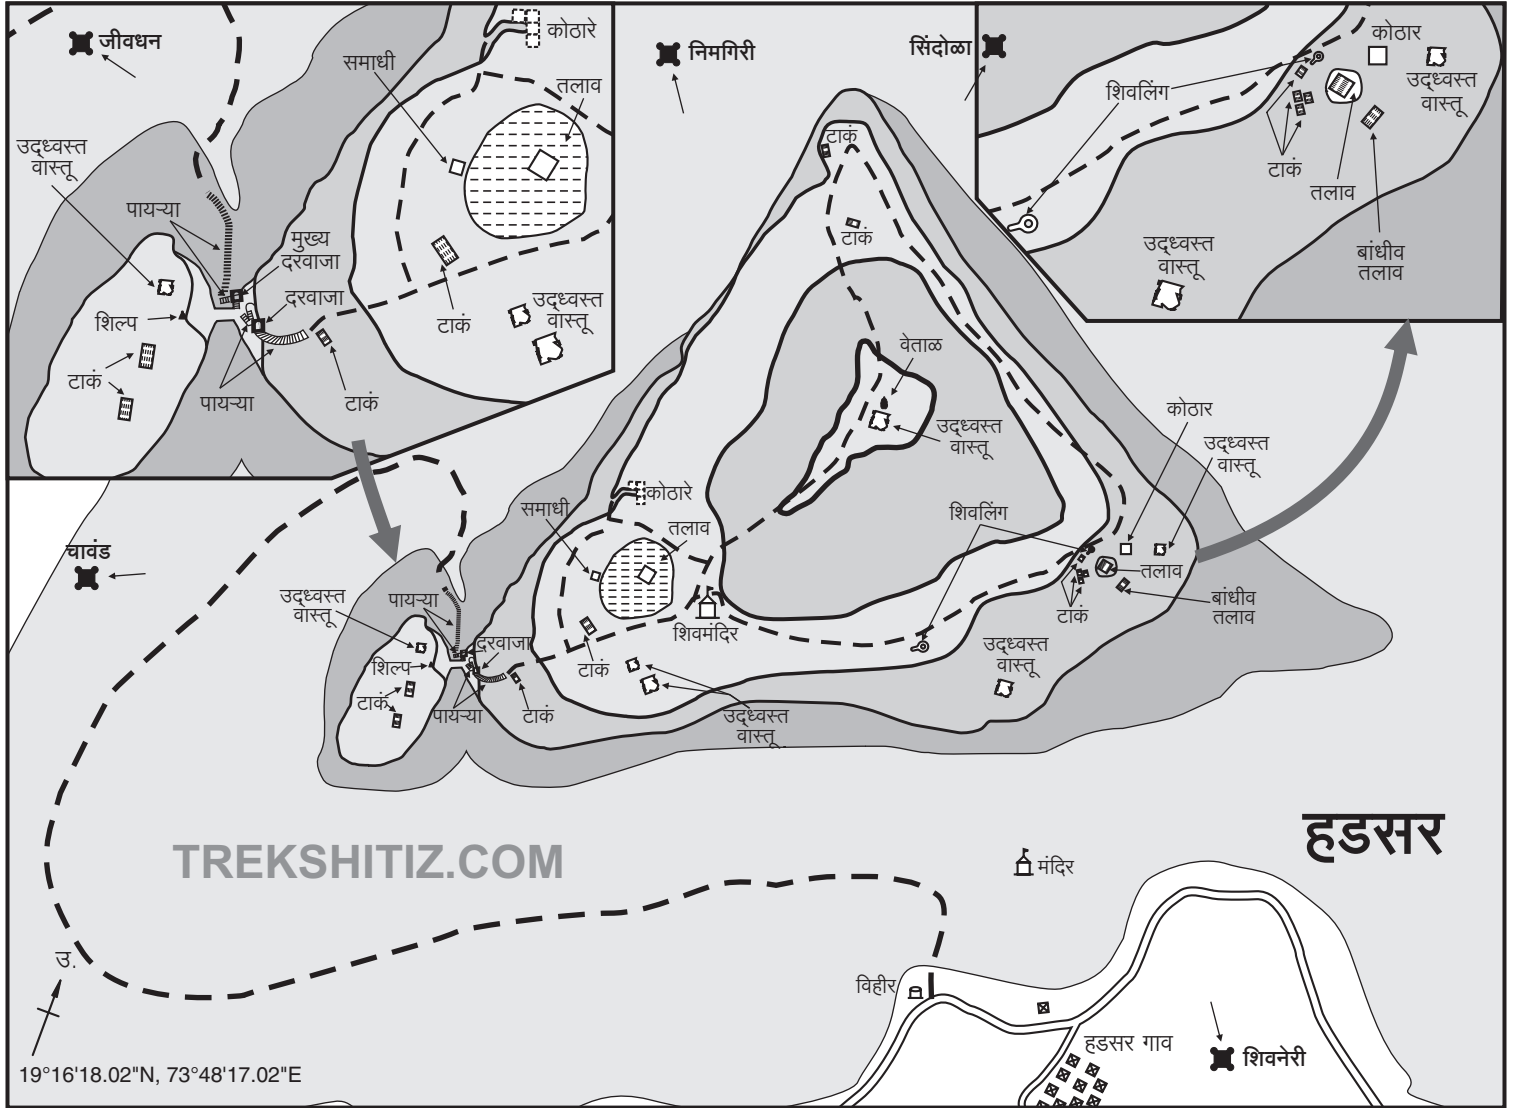 जीवधन
कोठारे
समाधी
तलाव
उद्ध्वस्त
वास्तू
पायऱ्या
मुख्य
दरवाजा
दरवाजा
शिल्प
टाकं
पायऱ्या
टाकं
टाकं
उद्ध्वस्त
वास्तू
निमगिरी
सिंदोळा
कोठार
उद्ध्वस्त
वास्तू
शिवलिंग
टाकं
तलाव
बांधीव
तलाव
उद्ध्वस्त
वास्तू
टाकं
टाकं
वेताळ
उद्ध्वस्त
वास्तू
कोठार
उद्ध्वस्त
वास्तू
शिवलिंग
तलाव
टाकं
बांधीव
तलाव
उद्ध्वस्त
वास्तू
कोठारे
समाधी
तलाव
शिवमंदिर
टाकं
उद्ध्वस्त
वास्तू
चावंड
उद्ध्वस्त
वास्तू
पायऱ्या
दरवाजा
शिल्प
टाकं
पायऱ्या
टाकं
TREKSHITIZ.COM
हडसर
मंदिर
विहीर
हडसर गाव
शिवनेरी
उ.
19°16'18.02"N, 73°48'17.02"E